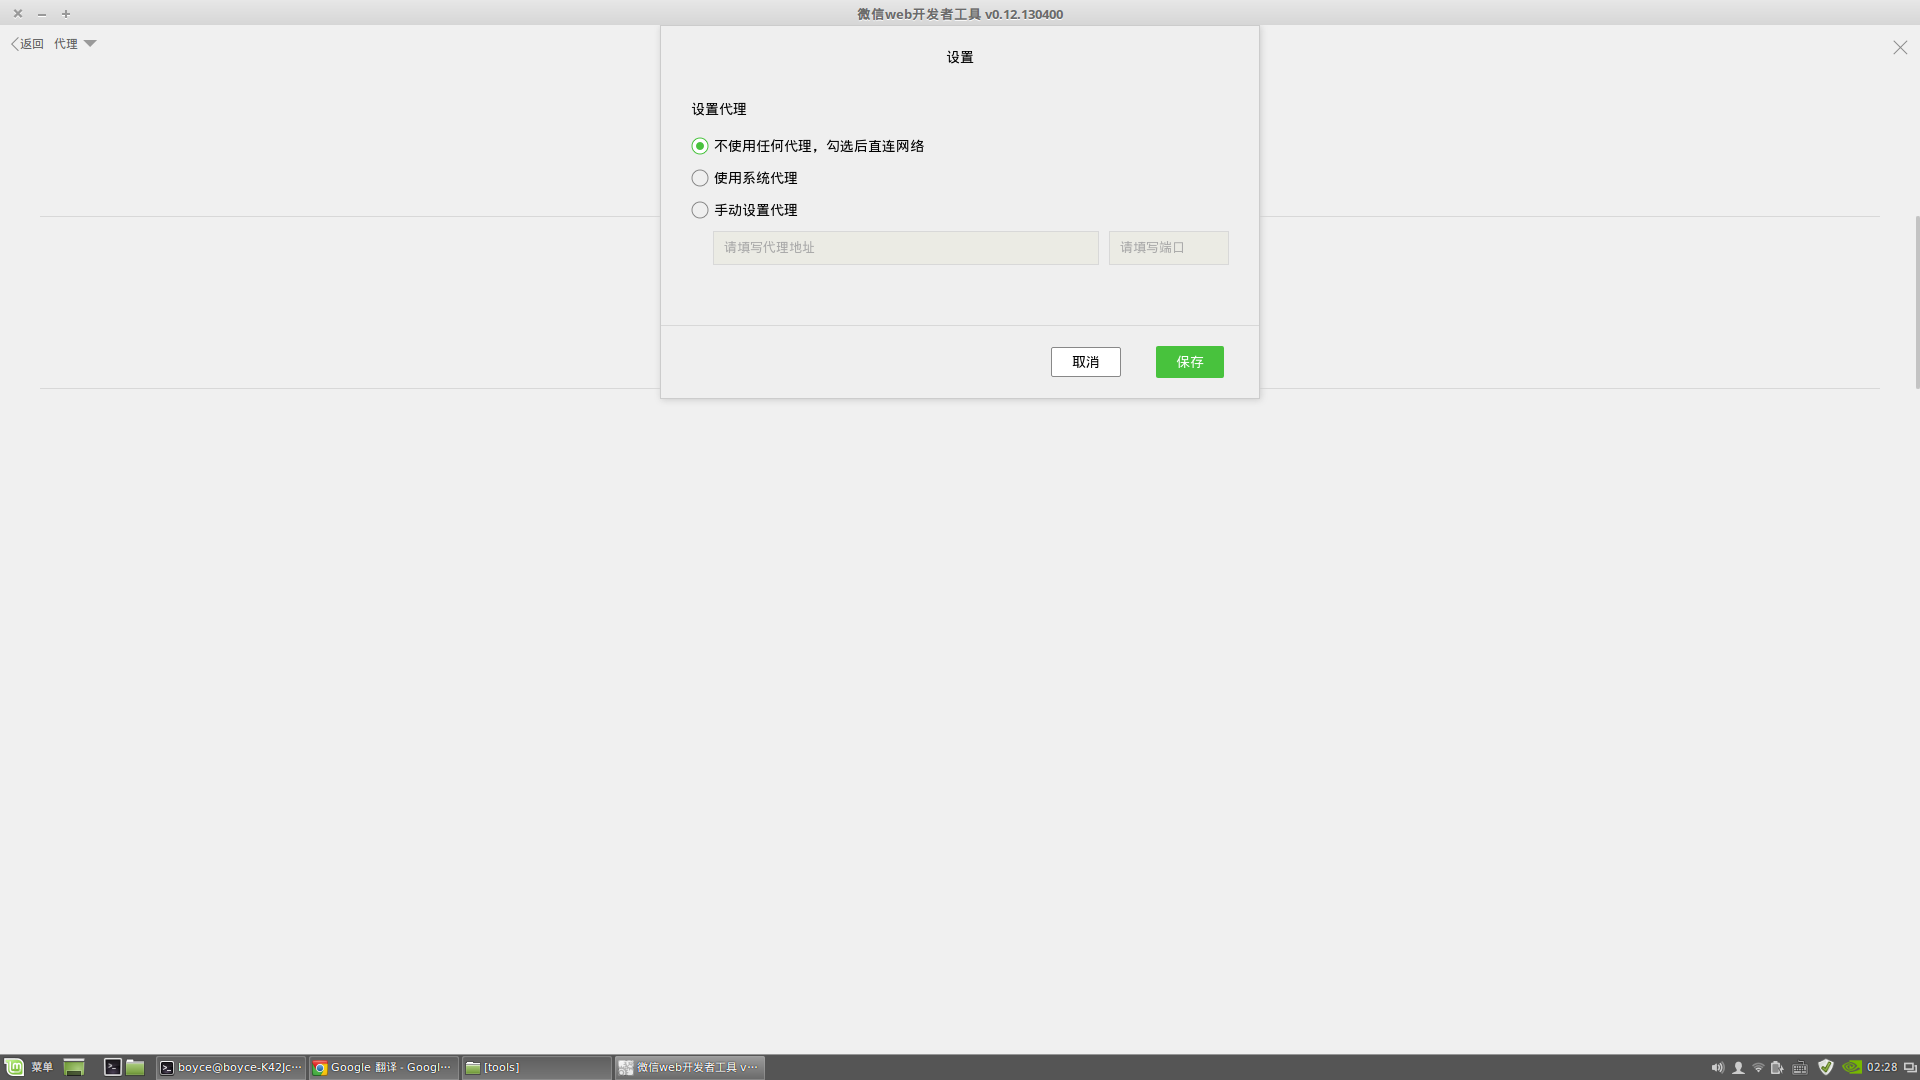 微信web开发者工具 v0.12.130400
返回 代理
设置
设置代理
不使用任何代理，勾选后直连网络
使用系统代理
手动设置代理
请填写代理地址 请填写端口
取消 保存
菜单 boyce@boyce-K42Jc··· Google 翻译 - Googl··· [tools] 微信web开发者工具 v··· 02:28